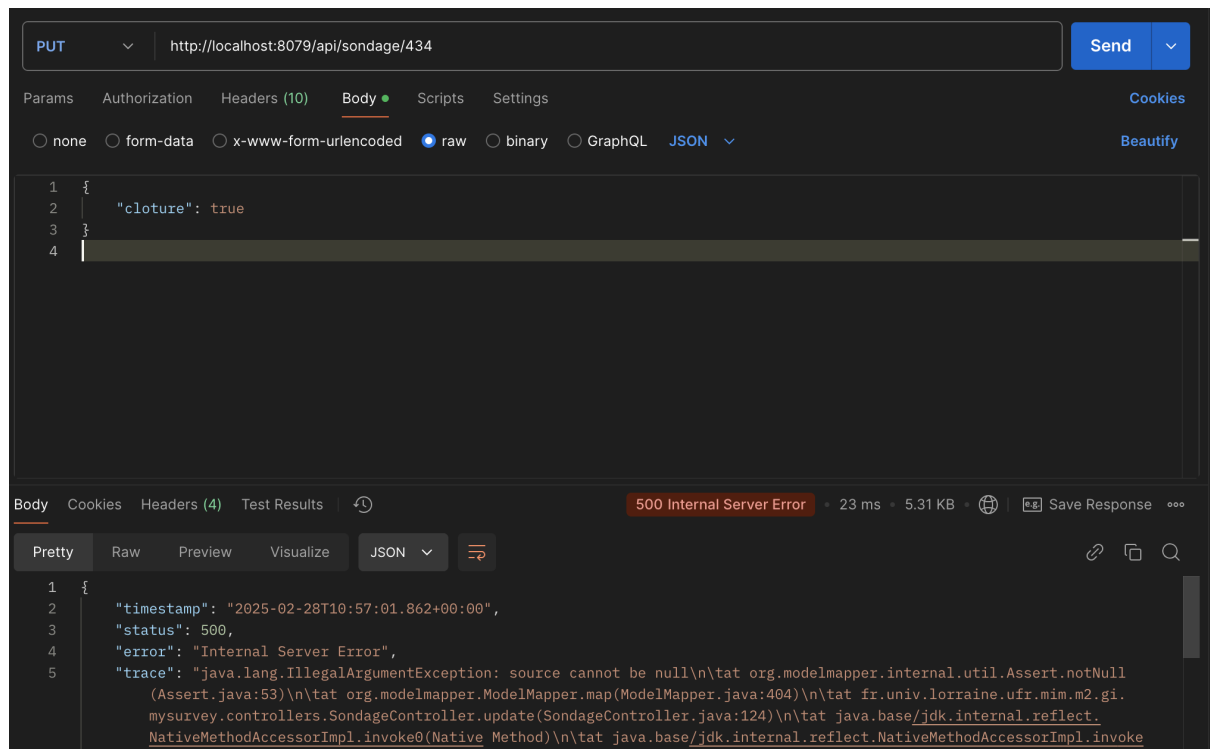 PUT http://localhost:8079/api/sondage/434 Send
Params Authorization Headers (10) Body Scripts Settings Cookies
none form-data x-www-form-urlencoded raw binary GraphQL JSON Beautify
1 {
2 "cloture": true
3 }
4
Body Cookies Headers (4) Test Results 500 Internal Server Error • 23 ms • 5.31 KB • e.g. Save Response
Pretty Raw Preview Visualize JSON
1 {
2 "timestamp": "2025-02-28T10:57:01.862+00:00",
3 "status": 500,
4 "error": "Internal Server Error",
5 "trace": "java.lang.IllegalArgumentException: source cannot be null\n\tat org.modelmapper.internal.util.Assert.notNull
(Assert.java:53)\n\tat org.modelmapper.ModelMapper.map(ModelMapper.java:404)\n\tat fr.univ.lorraine.ufr.mim.m2.gi.
mysurvey.controllers.SondageController.update(SondageController.java:124)\n\tat java.base/jdk.internal.reflect.
NativeMethodAccessorImpl.invoke0(Native Method)\n\tat java.base/jdk.internal.reflect.NativeMethodAccessorImpl.invoke